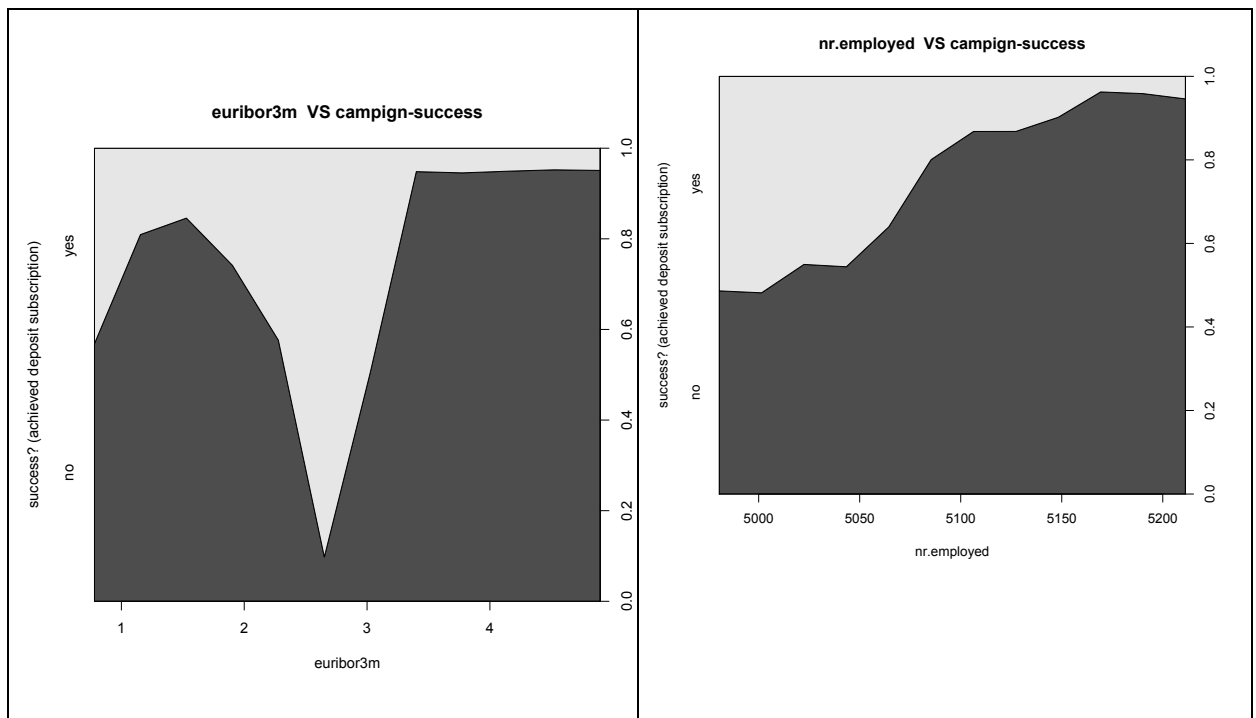 euribor3m VS campign-success
success? (achieved deposit subscription)
yes
no
1.0
0.8
0.6
0.4
0.2
0.0
1 2 3 4
euribor3m
nr.employed VS campign-success
success? (achieved deposit subscription)
yes
no
1.0
0.8
0.6
0.4
0.2
0.0
5000 5050 5100 5150 5200
nr.employed